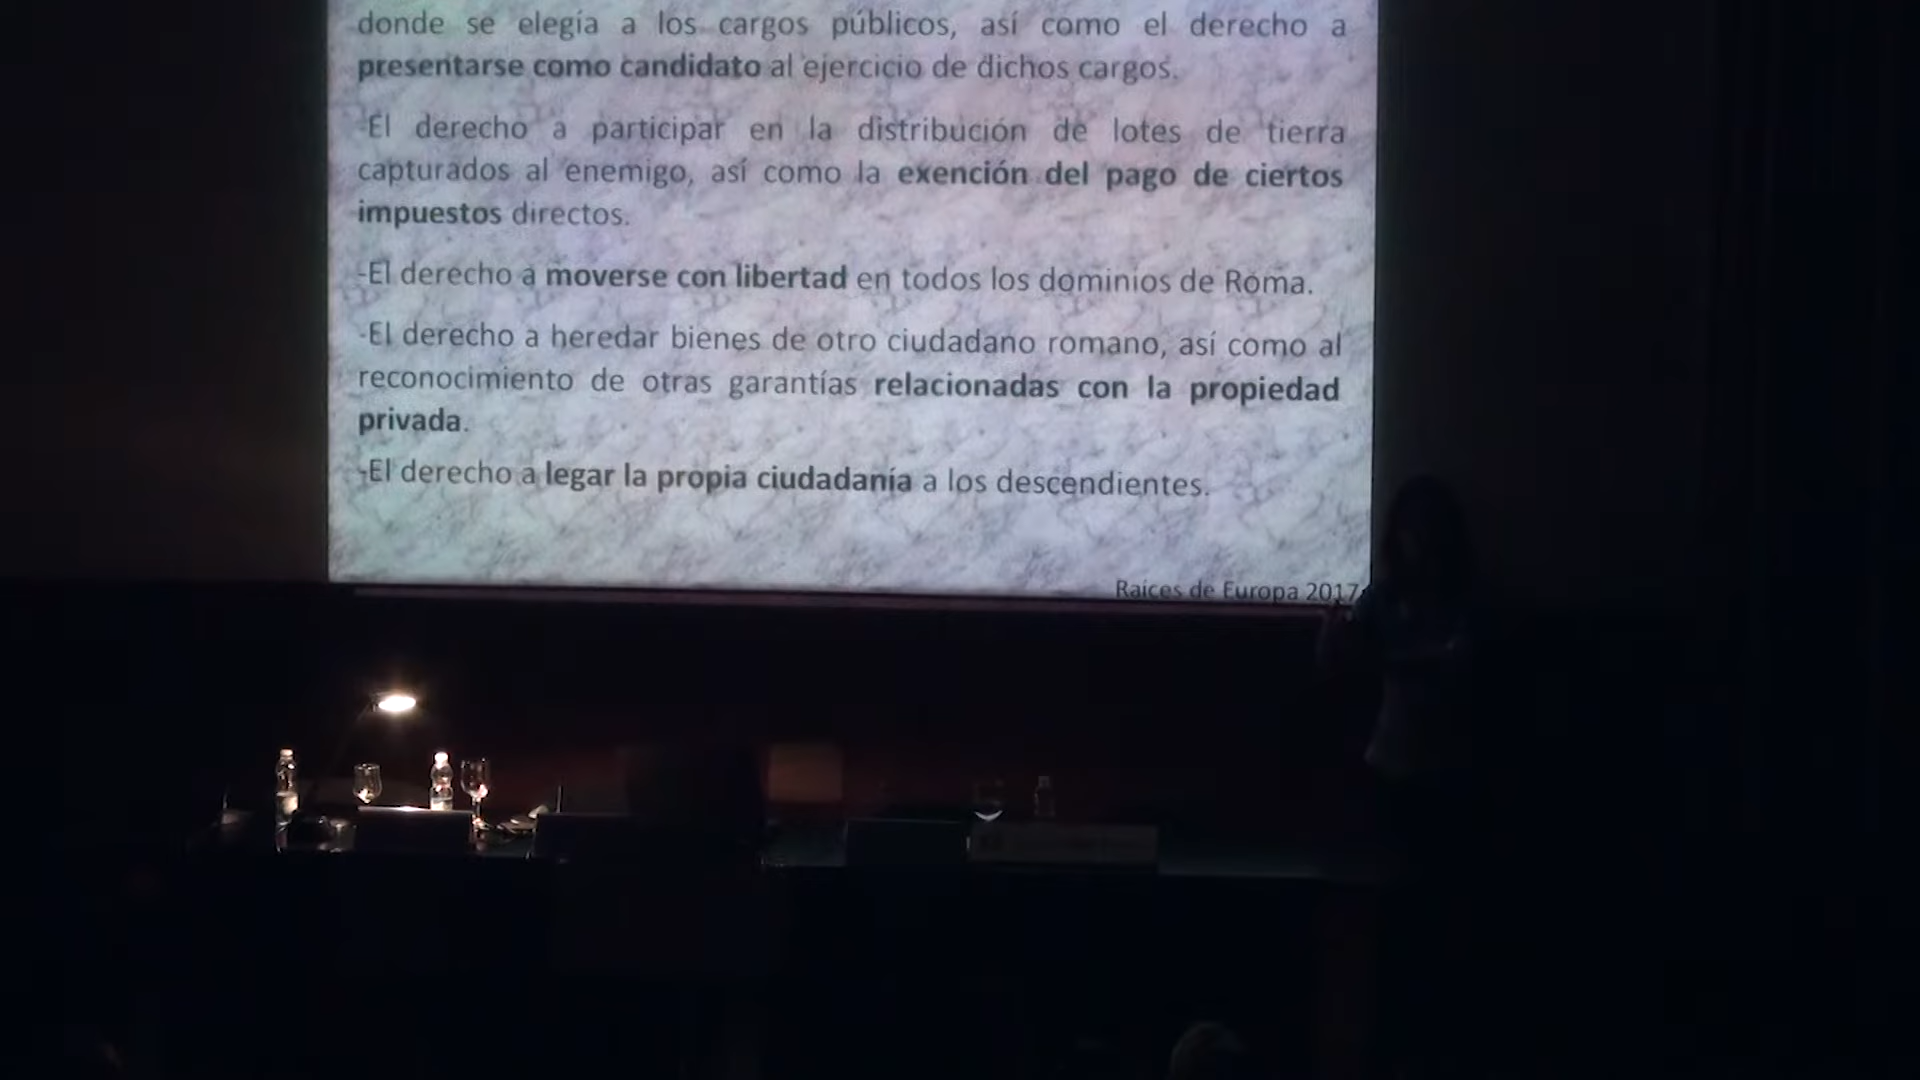 donde se elegía a los cargos públicos, así como el derecho a
presentarse como candidato al ejercicio de dichos cargos.
-El derecho a participar en la distribución de lotes de tierra
capturados al enemigo, así como la exención del pago de ciertos
impuestos directos.
-El derecho a moverse con libertad en todos los dominios de Roma.
-El derecho a heredar bienes de otro ciudadano romano, así como al
reconocimiento de otras garantías relacionadas con la propiedad
privada.
-El derecho a legar la propia ciudadanía a los descendientes.
Raíces de Europa 2017